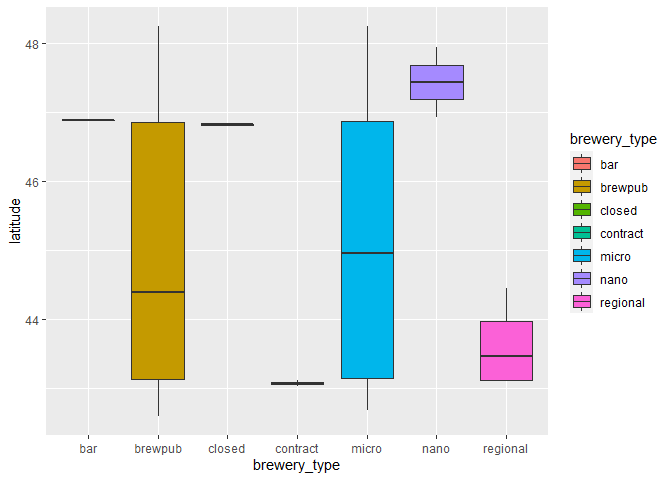 48
46
44
latitude
bar brewpub closed contract micro nano regional
brewery_type
brewery_type
bar
brewpub
closed
contract
micro
nano
regional